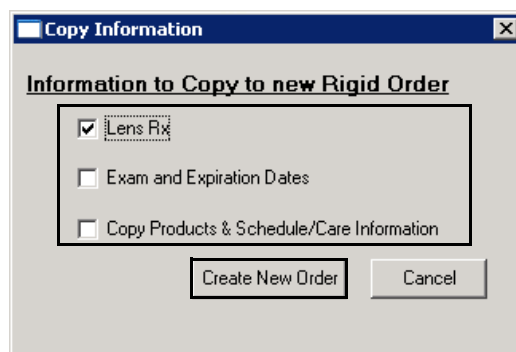 Copy Information
Information to Copy to new Rigid Order
Lens Rx
Exam and Expiration Dates
Copy Products & Schedule/Care Information
Create New Order Cancel